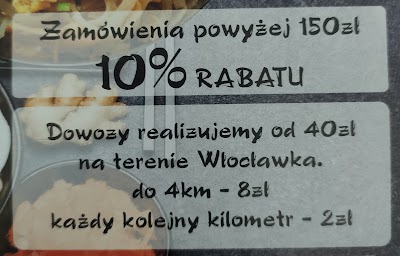 Zamówienia powyżej 150zł
10% RABATU
Dowozy realizujemy od 40zł
na terenie Włocławka.
do 4km - 8zł
każdy kolejny kilometr - 2zł